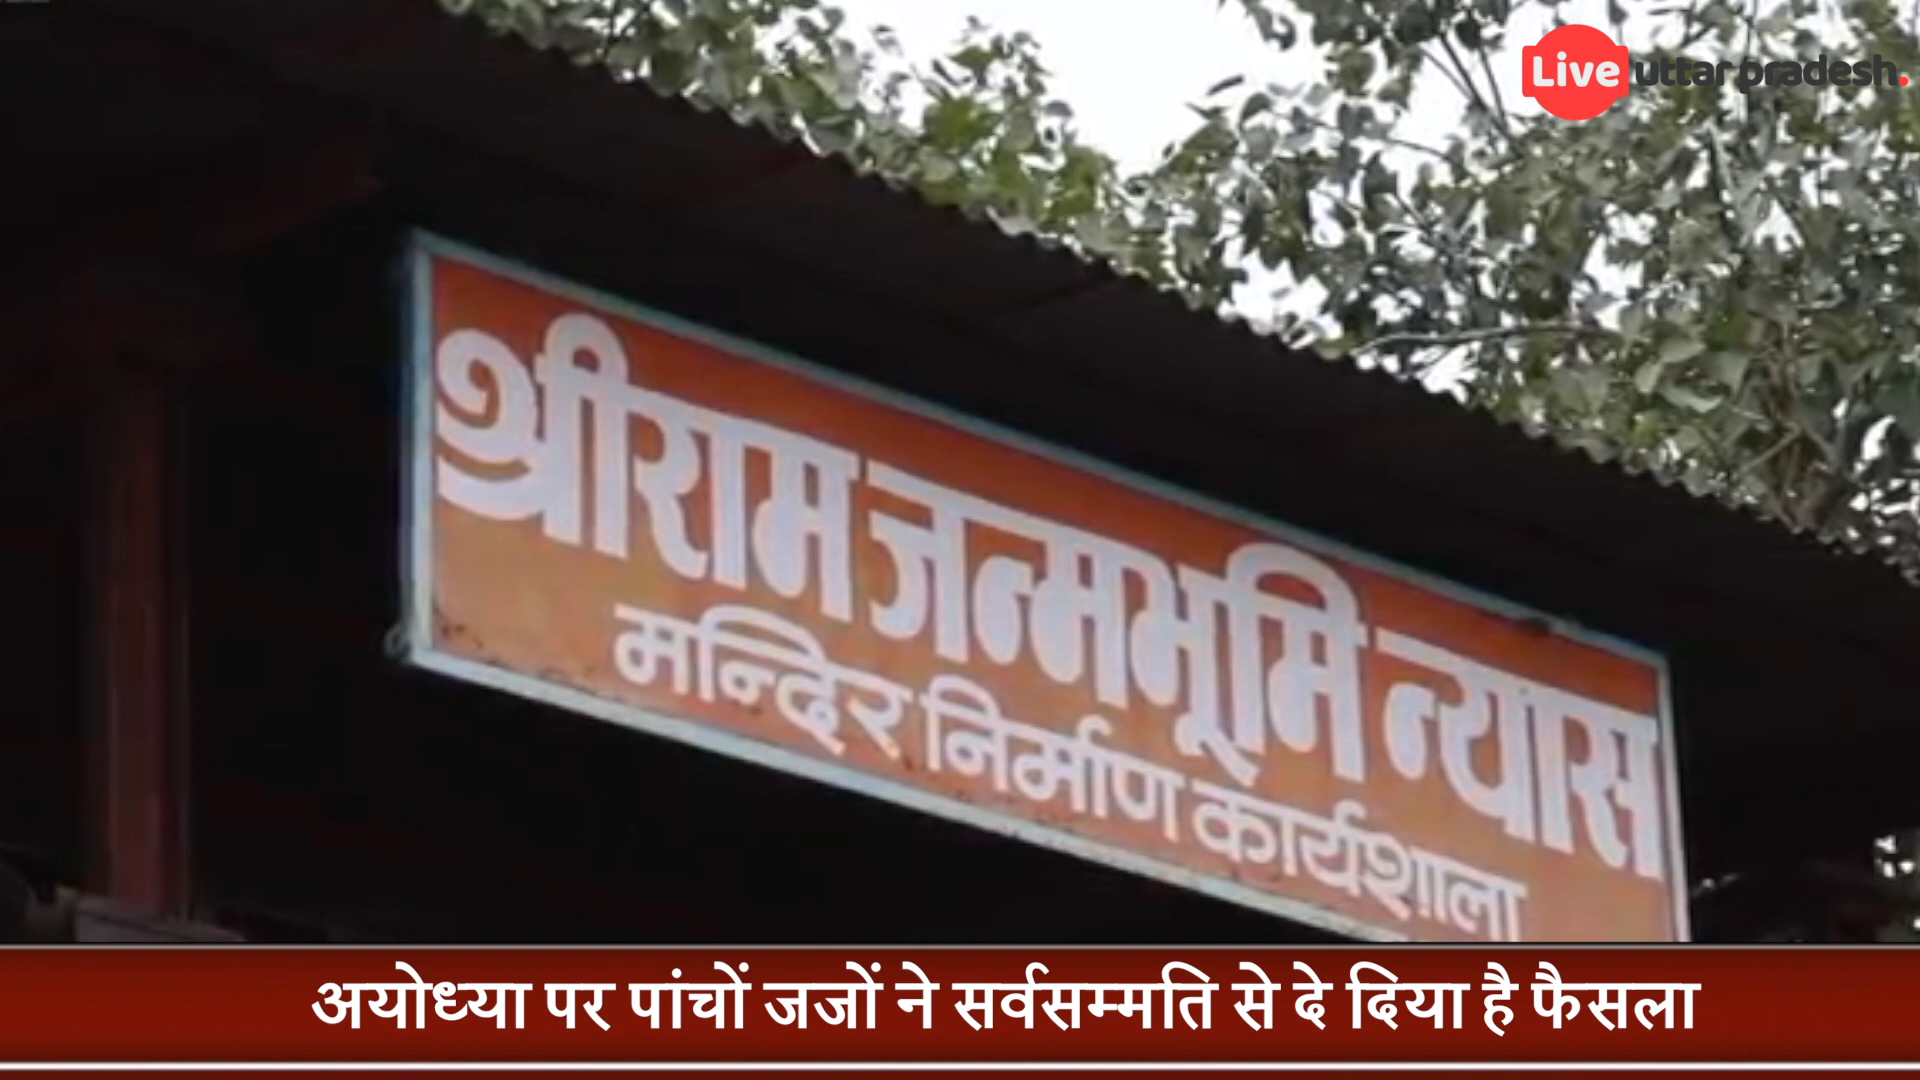 Live uttar pradesh.
श्रीराम जन्मभूमि न्यास
मन्दिर निर्माण कार्यशाला
अयोध्या पर पांचों जजों ने सर्वसम्मति से दे दिया है फैसला